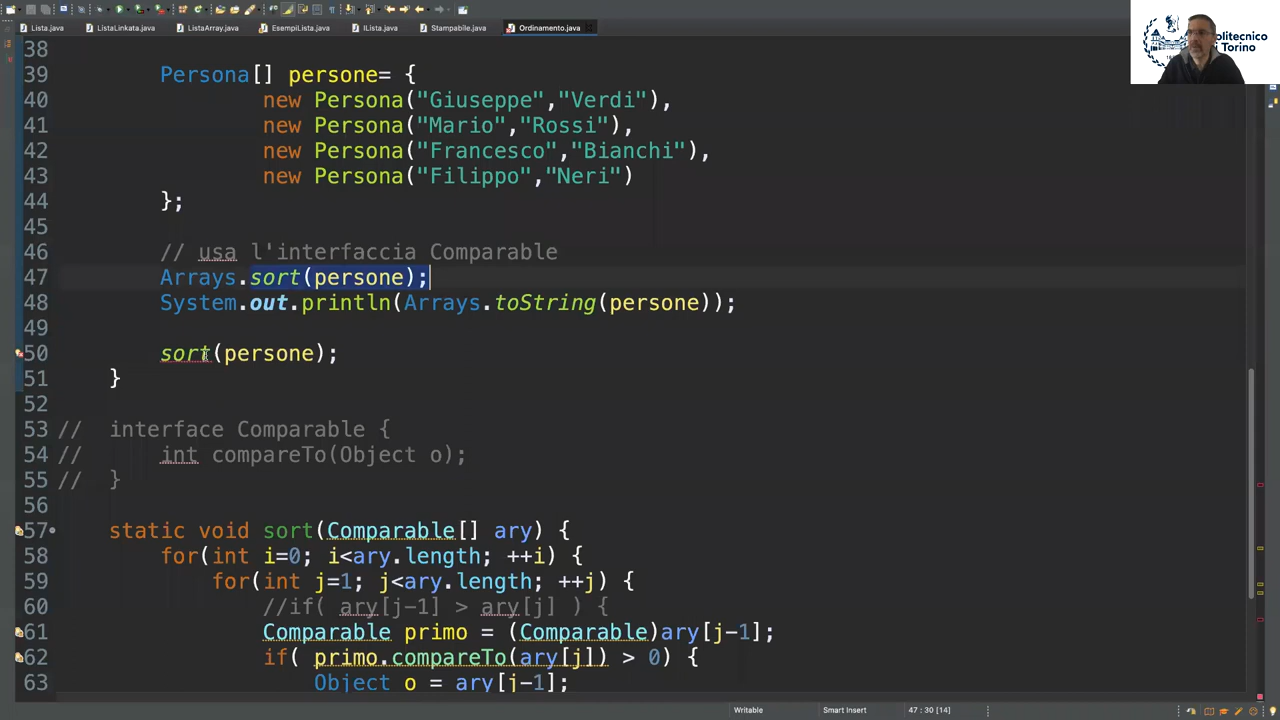 Lista.java ListaLinkata.java ListaArray.java EsempiLista.java IListа.java Stampabile.java Ordinamento.java
Politecnico
di Torino
38
39 Persona[] persone= {
40 new Persona("Giuseppe","Verdi"),
41 new Persona("Mario","Rossi"),
42 new Persona("Francesco","Bianchi"),
43 new Persona("Filippo","Neri")
44 };
45
46 // usa l'interfaccia Comparable
47 Arrays.sort(persone);
48 System.out.println(Arrays.toString(persone));
49
50 sort(persone);
51 }
52
53 // interface Comparable {
54 // int compareTo(Object o);
55 // }
56
57 static void sort(Comparable[] ary) {
58 for(int i=0; i<ary.length; ++i) {
59 for(int j=1; j<ary.length; ++j) {
60 //if( ary[j-1] > ary[j] ) {
61 Comparable primo = (Comparable)ary[j-1];
62 if( primo.compareTo(ary[j]) > 0) {
63 Object o = ary[j-1];
Writable Smart Insert 47 : 30 [14]